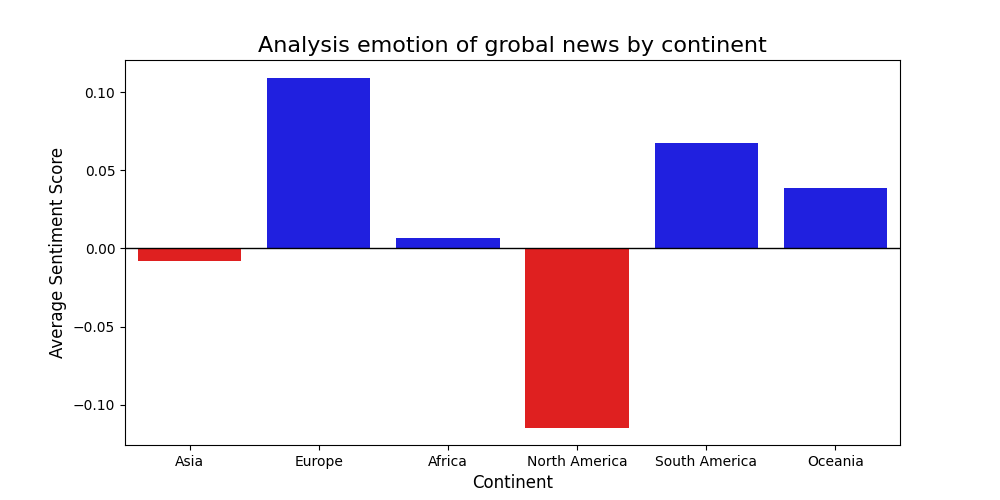 Analysis emotion of grobal news by continent
Average Sentiment Score
0.10
0.05
0.00
−0.05
−0.10
Asia Europe Africa North America South America Oceania
Continent